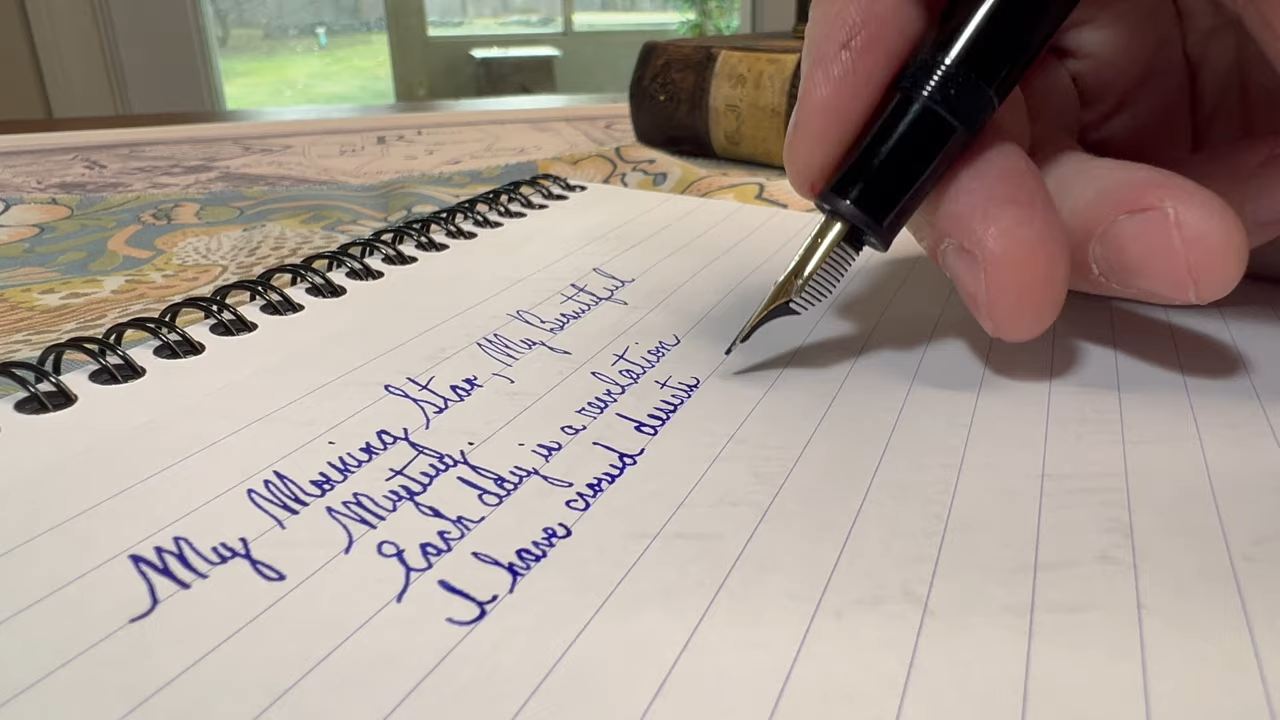 My Morning Star, My Beautiful
Mystery.
Each day is a revelation
I have crossed deserts